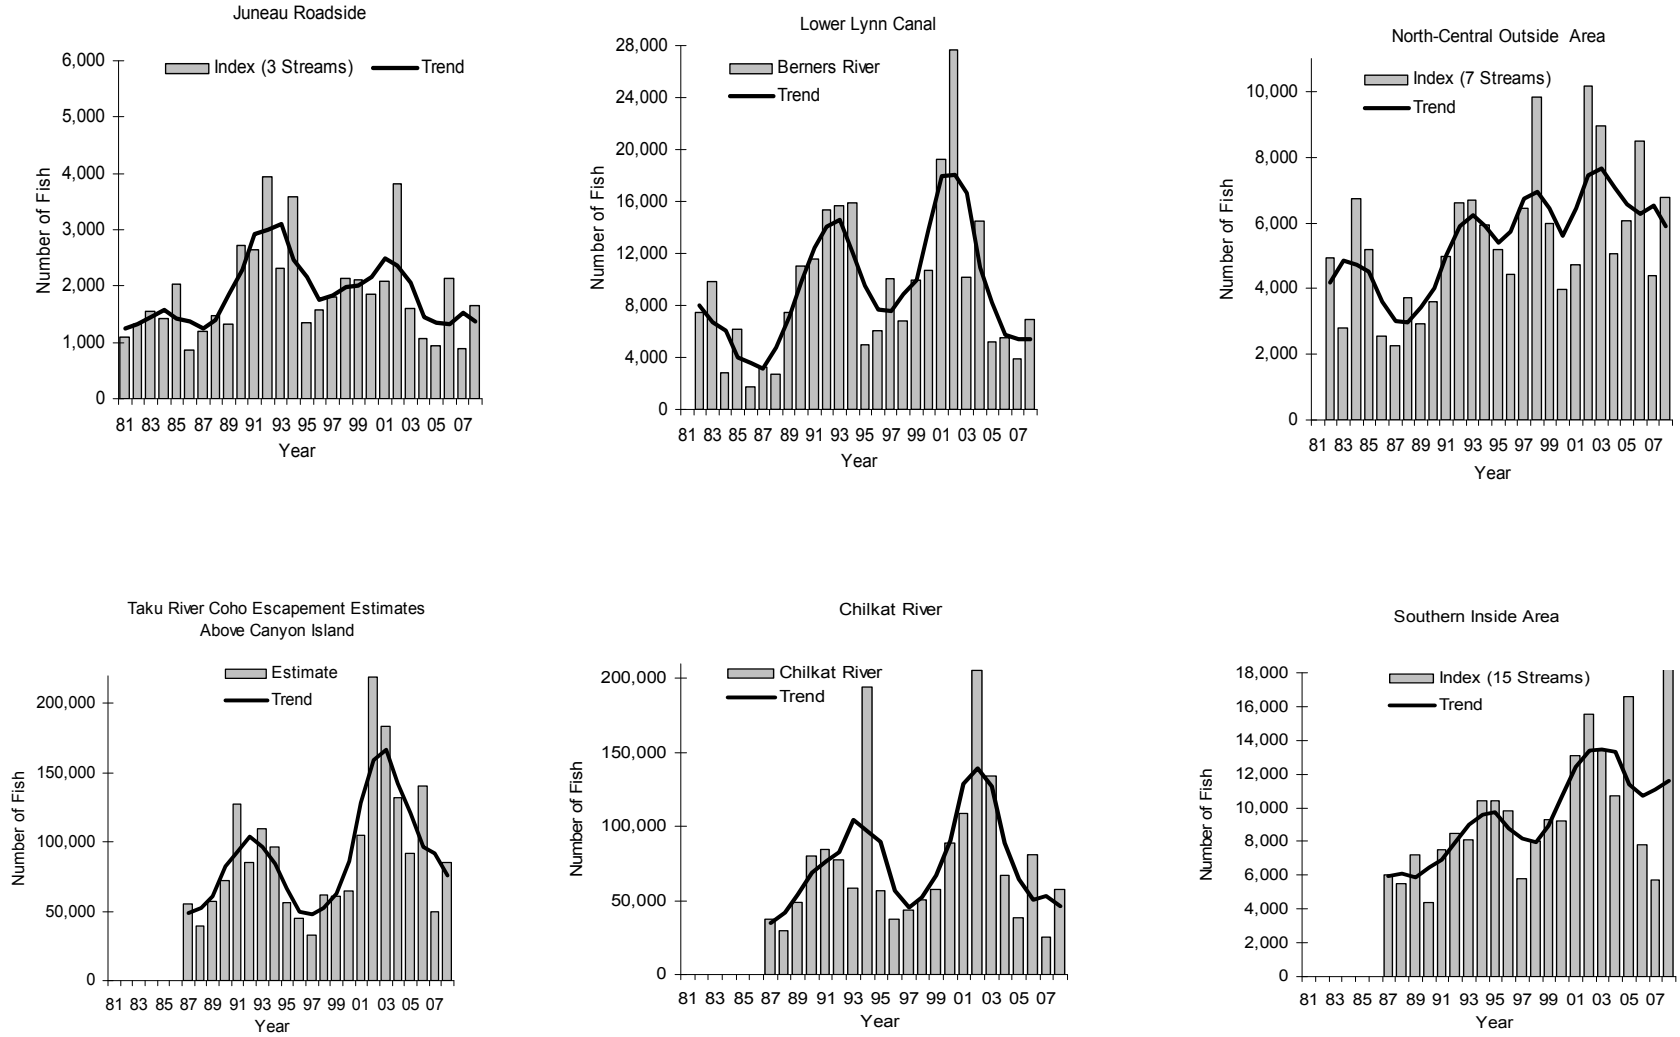 Juneau Roadside
Index (3 Streams) Trend
Number of Fish
6,000
5,000
4,000
3,000
2,000
1,000
0
81 83 85 87 89 91 93 95 97 99 01 03 05 07
Year
Lower Lynn Canal
Berners River
Trend
Number of Fish
28,000
24,000
20,000
16,000
12,000
8,000
4,000
0
81 83 85 87 89 91 93 95 97 99 01 03 05 07
Year
North-Central Outside Area
Index (7 Streams)
Trend
Number of Fish
10,000
8,000
6,000
4,000
2,000
0
81 83 85 87 89 91 93 95 97 99 01 03 05 07
Year
Taku River Coho Escapement Estimates
Above Canyon Island
Estimate
Trend
Number of Fish
200,000
150,000
100,000
50,000
0
81 83 85 87 89 91 93 95 97 99 01 03 05 07
Year
Chilkat River
Chilkat River
Trend
Number of Fish
200,000
150,000
100,000
50,000
0
81 83 85 87 89 91 93 95 97 99 01 03 05 07
Year
Southern Inside Area
Index (15 Streams)
Trend
Number of Fish
18,000
16,000
14,000
12,000
10,000
8,000
6,000
4,000
2,000
0
81 83 85 87 89 91 93 95 97 99 01 03 05 07
Year